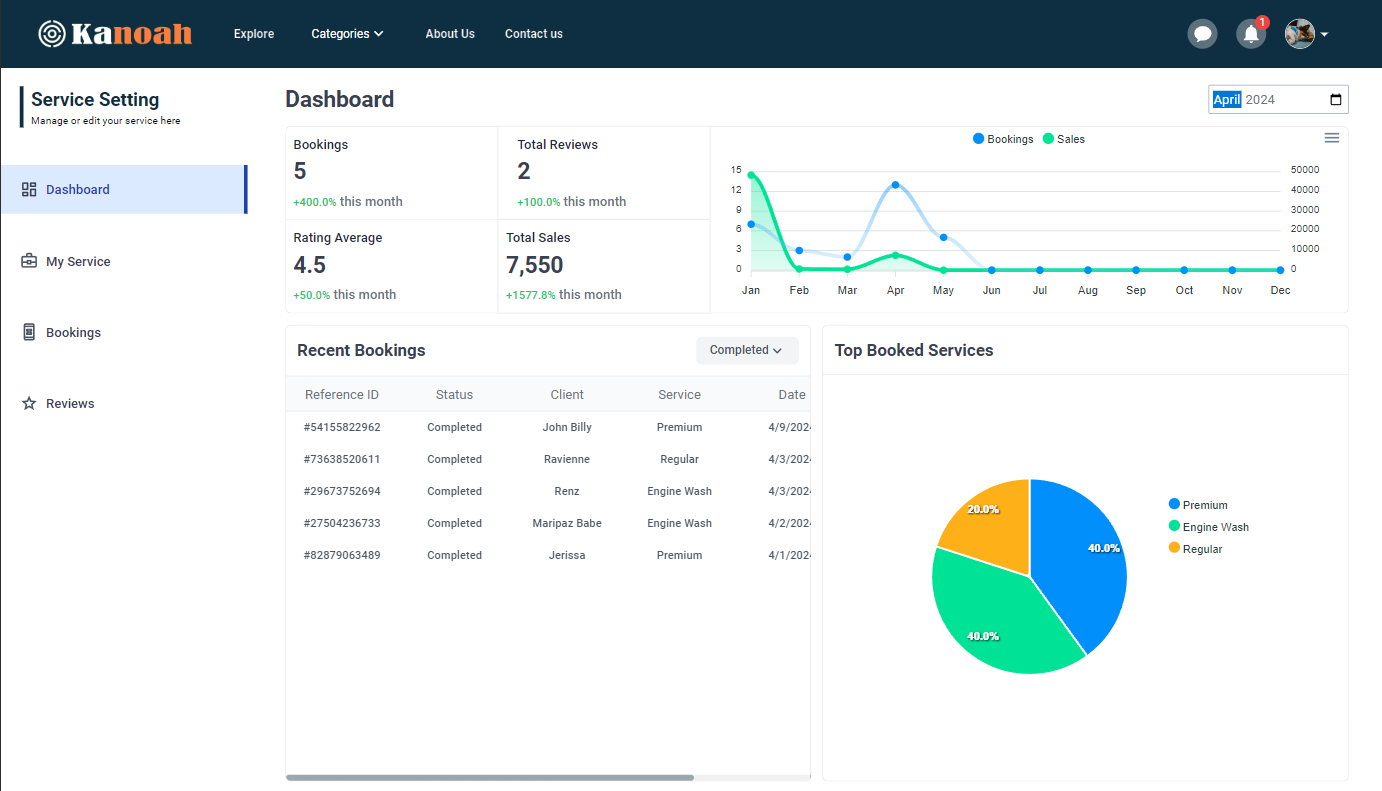 Kanoah Explore Categories About Us Contact us 1
Service Setting
Manage or edit your service here
Dashboard
My Service
Bookings
Reviews
Dashboard
April 2024
Bookings
5
+400.0% this month
Total Reviews
2
+100.0% this month
Rating Average
4.5
+50.0% this month
Total Sales
7,550
+1577.8% this month
Bookings Sales
15 50000
12 40000
9 30000
6 20000
3 10000
0 0
Jan Feb Mar Apr May Jun Jul Aug Sep Oct Nov Dec
Recent Bookings Completed
Reference ID Status Client Service Date
#54155822962 Completed John Billy Premium 4/9/2024
#73638520611 Completed Ravienne Regular 4/3/2024
#29673752694 Completed Renz Engine Wash 4/3/2024
#27504236733 Completed Maripaz Babe Engine Wash 4/2/2024
#82879063489 Completed Jerissa Premium 4/1/2024
Top Booked Services
20.0%
40.0%
40.0%
Premium
Engine Wash
Regular